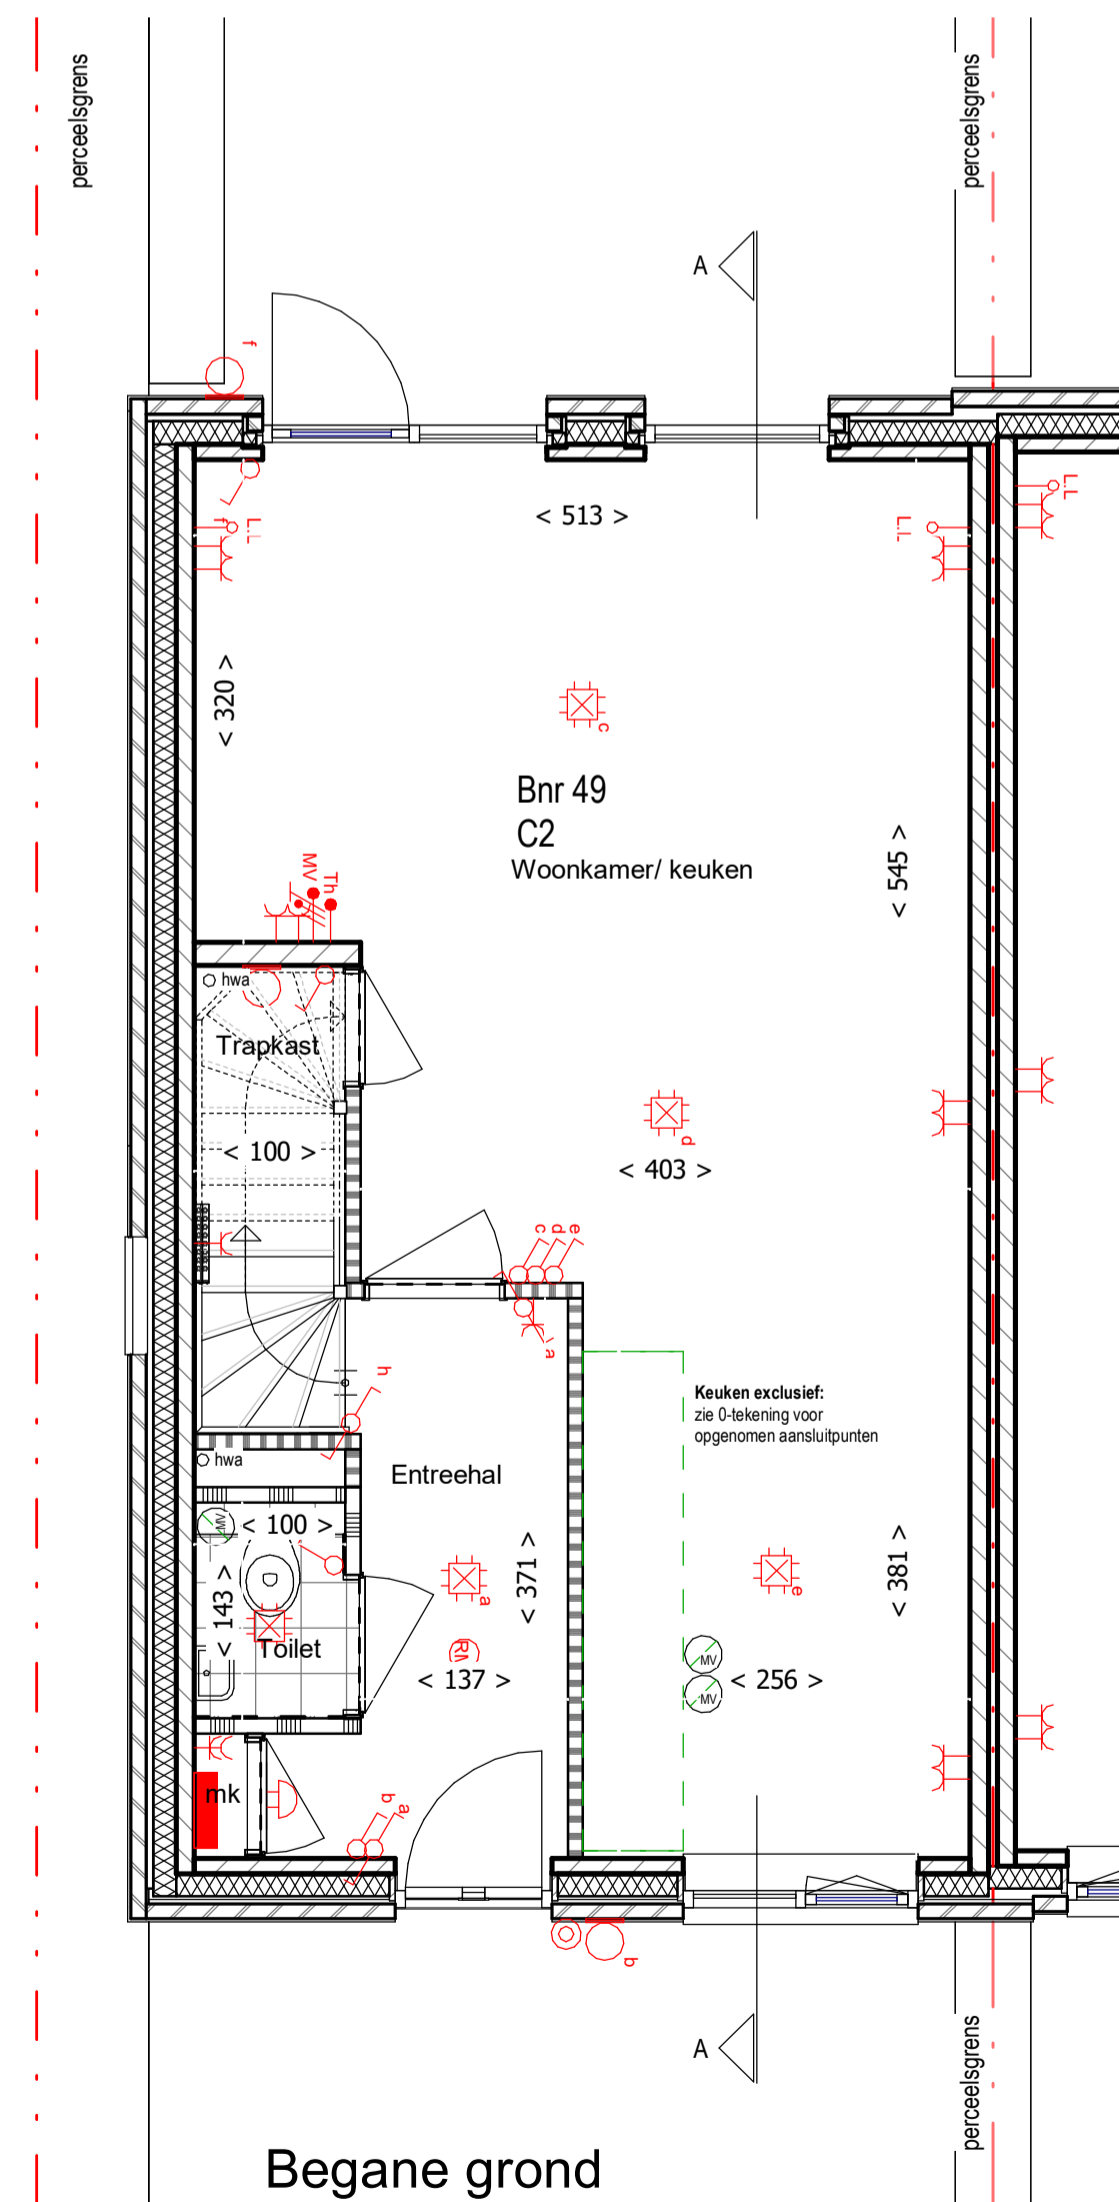 perceelsgrens
perceelsgrens
A
f
< 513 >
f
L.L
L.L
L.L
< 320 >
c
Bnr 49
C2
Woonkamer/ keuken
< 545 >
MV
Th
hwa
Trapkast
< 100 >
d
< 403 >
c
d
e
a
h
Keuken exclusief:
zie 0-tekening voor
opgenomen aansluitpunten
hwa
Entreehal
MV
< 100 >
< 143 >
Toilet
a
< 371 >
e
< 381 >
RM
< 137 >
MV
MV
< 256 >
mk
b
a
b
A
perceelsgrens
Begane grond